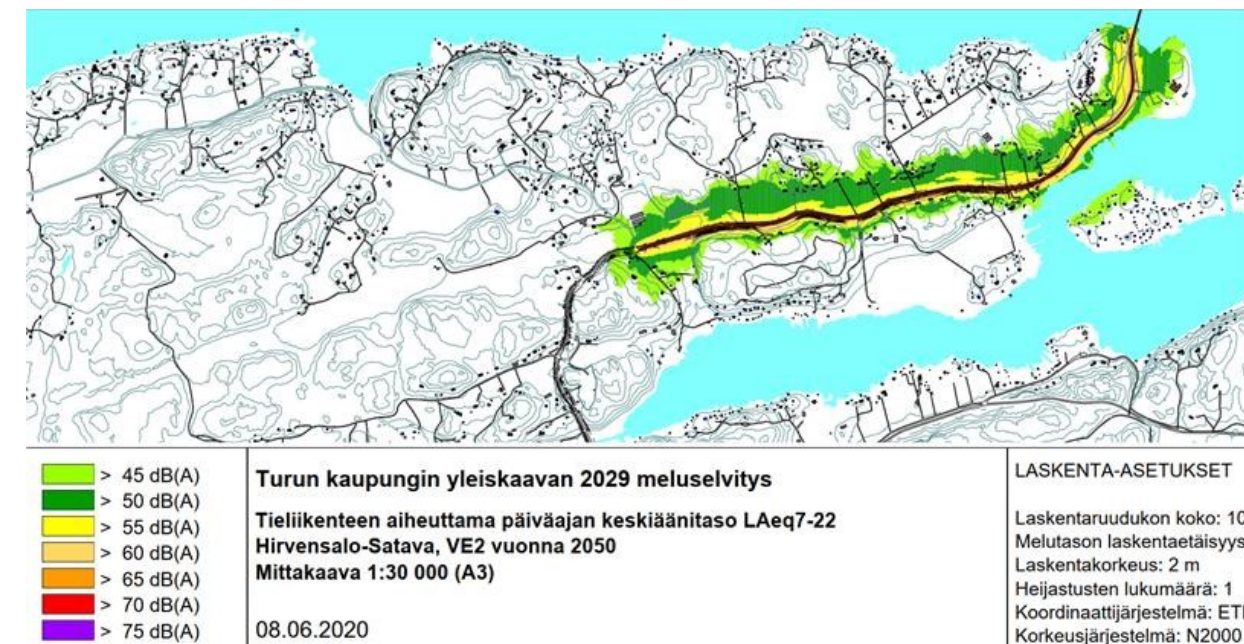 > 45 dB(A)
> 50 dB(A)
> 55 dB(A)
> 60 dB(A)
> 65 dB(A)
> 70 dB(A)
> 75 dB(A)
Turun kaupungin yleiskaavan 2029 meluselvitys
Tieliikenteen aiheuttama päiväajan keskiäänitaso LAeq7-22
Hirvensalo-Satava, VE2 vuonna 2050
Mittakaava 1:30 000 (A3)
08.06.2020
LASKENTA-ASETUKSET
Laskentaruudukon koko: 10
Melutason laskentaetäisyys
Laskentakorkeus: 2 m
Heijastusten lukumäärä: 1
Koordinaattijärjestelmä: ET
Korkeusjärjestelmä: N2000